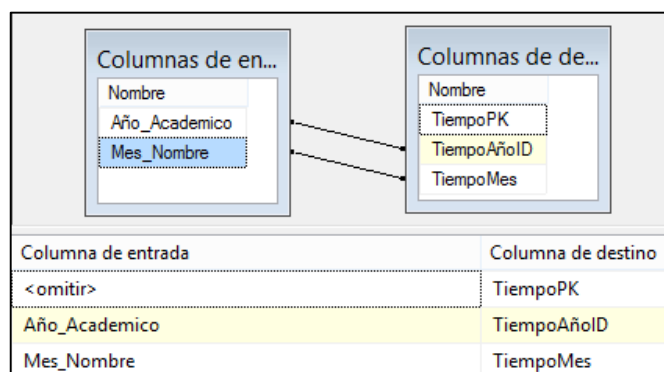 Columnas de en...
Nombre
Año_Academico
Mes_Nombre
Columnas de de...
Nombre
TiempoPK
TiempoAñoID
TiempoMes
Columna de entrada Columna de destino
<omitir> TiempoPK
Año_Academico TiempoAñoID
Mes_Nombre TiempoMes